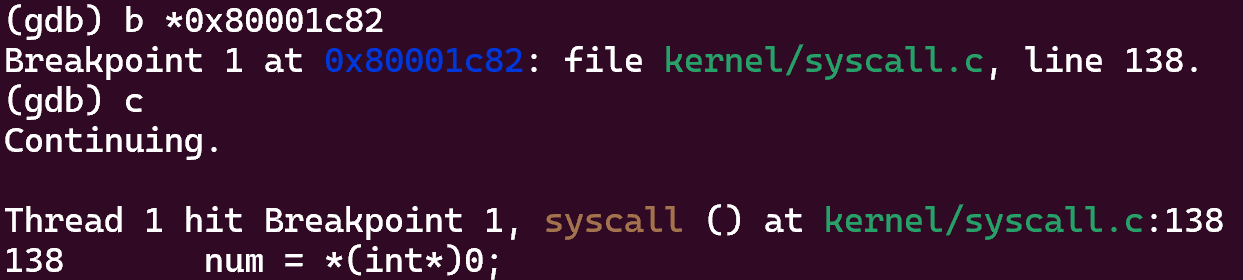 (gdb) b *0x80001c82
Breakpoint 1 at 0x80001c82: file kernel/syscall.c, line 138.
(gdb) c
Continuing.

Thread 1 hit Breakpoint 1, syscall () at kernel/syscall.c:138
138       num = *(int*)0;